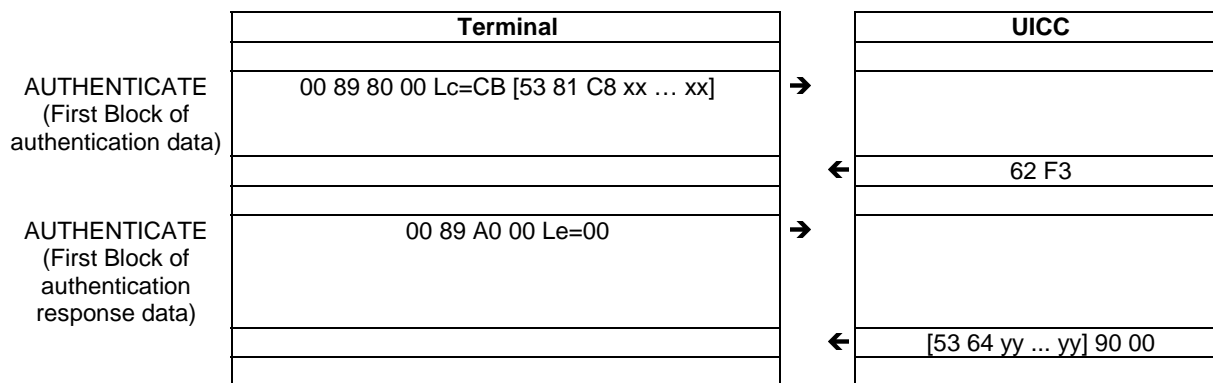 Terminal UICC
AUTHENTICATE
(First Block of
authentication data)
00 89 80 00 Lc=CB [53 81 C8 xx … xx] ➔
🡨 62 F3
AUTHENTICATE
(First Block of
authentication
response data)
00 89 A0 00 Le=00 ➔
🡨 [53 64 yy ... yy] 90 00